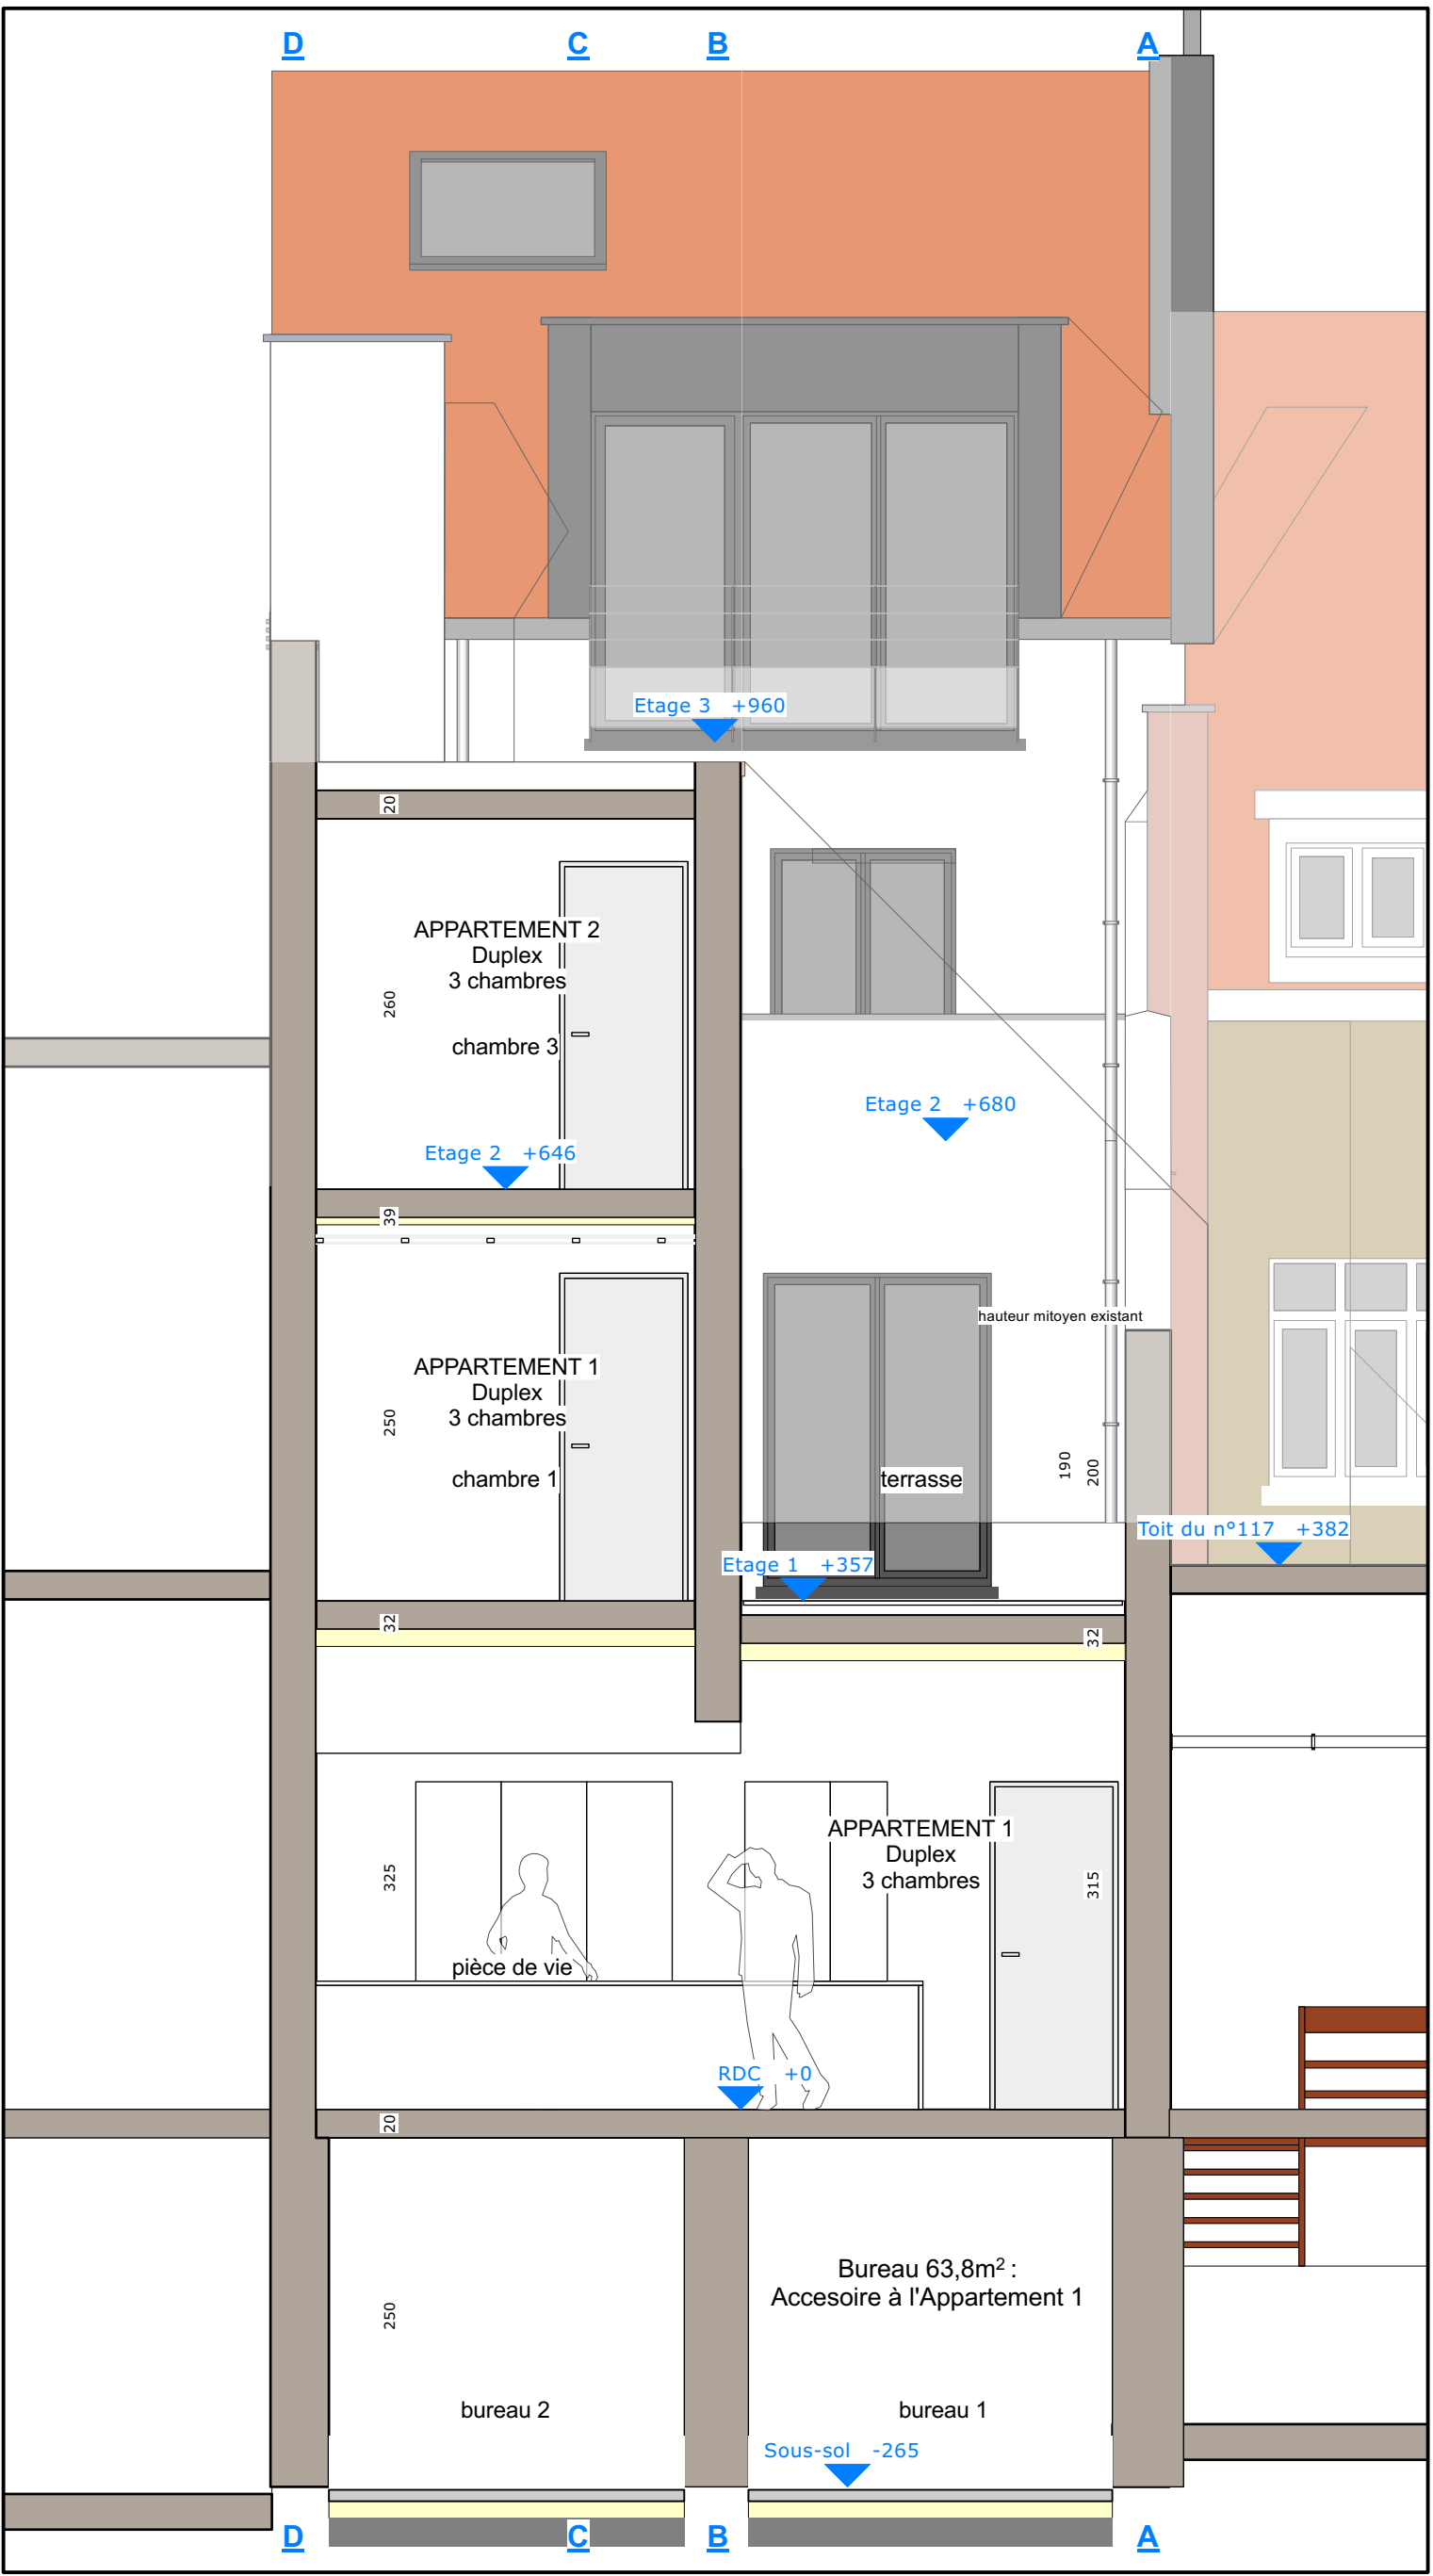 D C B A
Etage 3 +960
20
APPARTEMENT 2
Duplex
3 chambres
260
chambre 3
Etage 2 +680
Etage 2 +646
39
hauteur mitoyen existant
APPARTEMENT 1
Duplex
3 chambres
250
190
200
chambre 1
terrasse
Toit du n°117 +382
Etage 1 +357
32
32
APPARTEMENT 1
Duplex
3 chambres
325
315
pièce de vie
RDC +0
20
Bureau 63,8m² :
Accesoire à l'Appartement 1
250
bureau 2
bureau 1
Sous-sol -265
D C B A